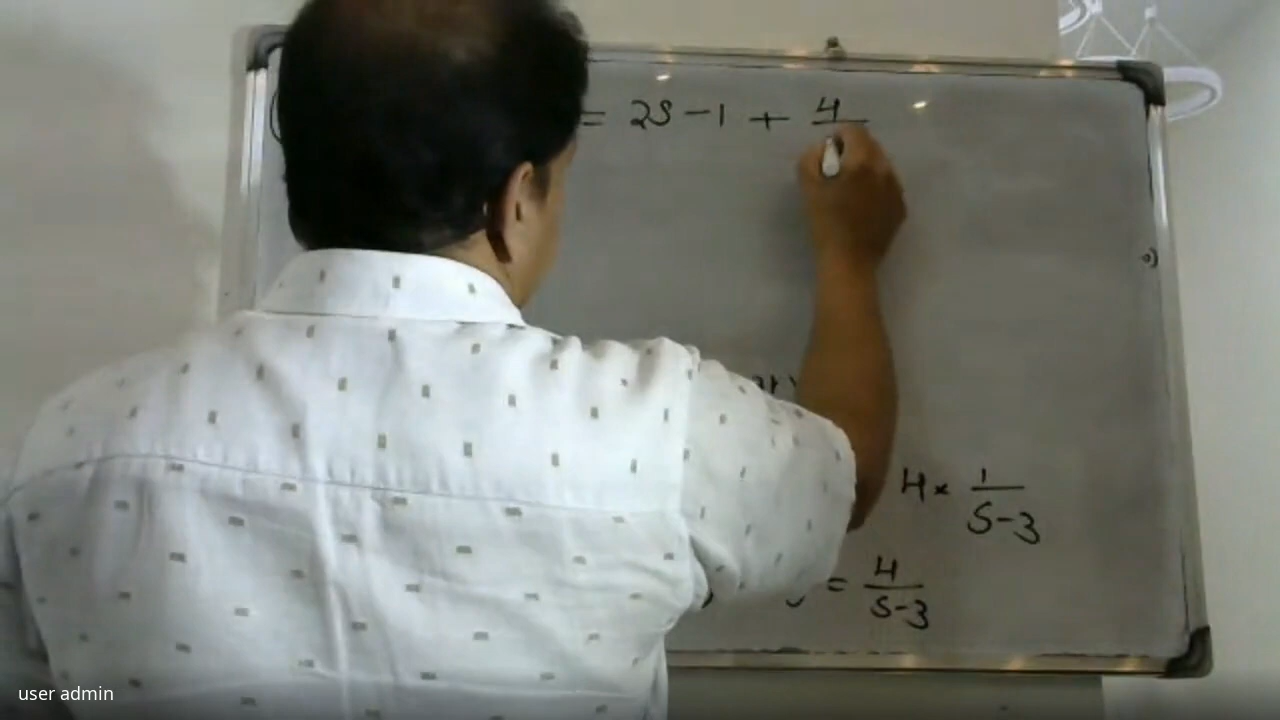 = 2S - 1 + 4/
4 × 1/(S-3)
= 4/(S-3)
user admin